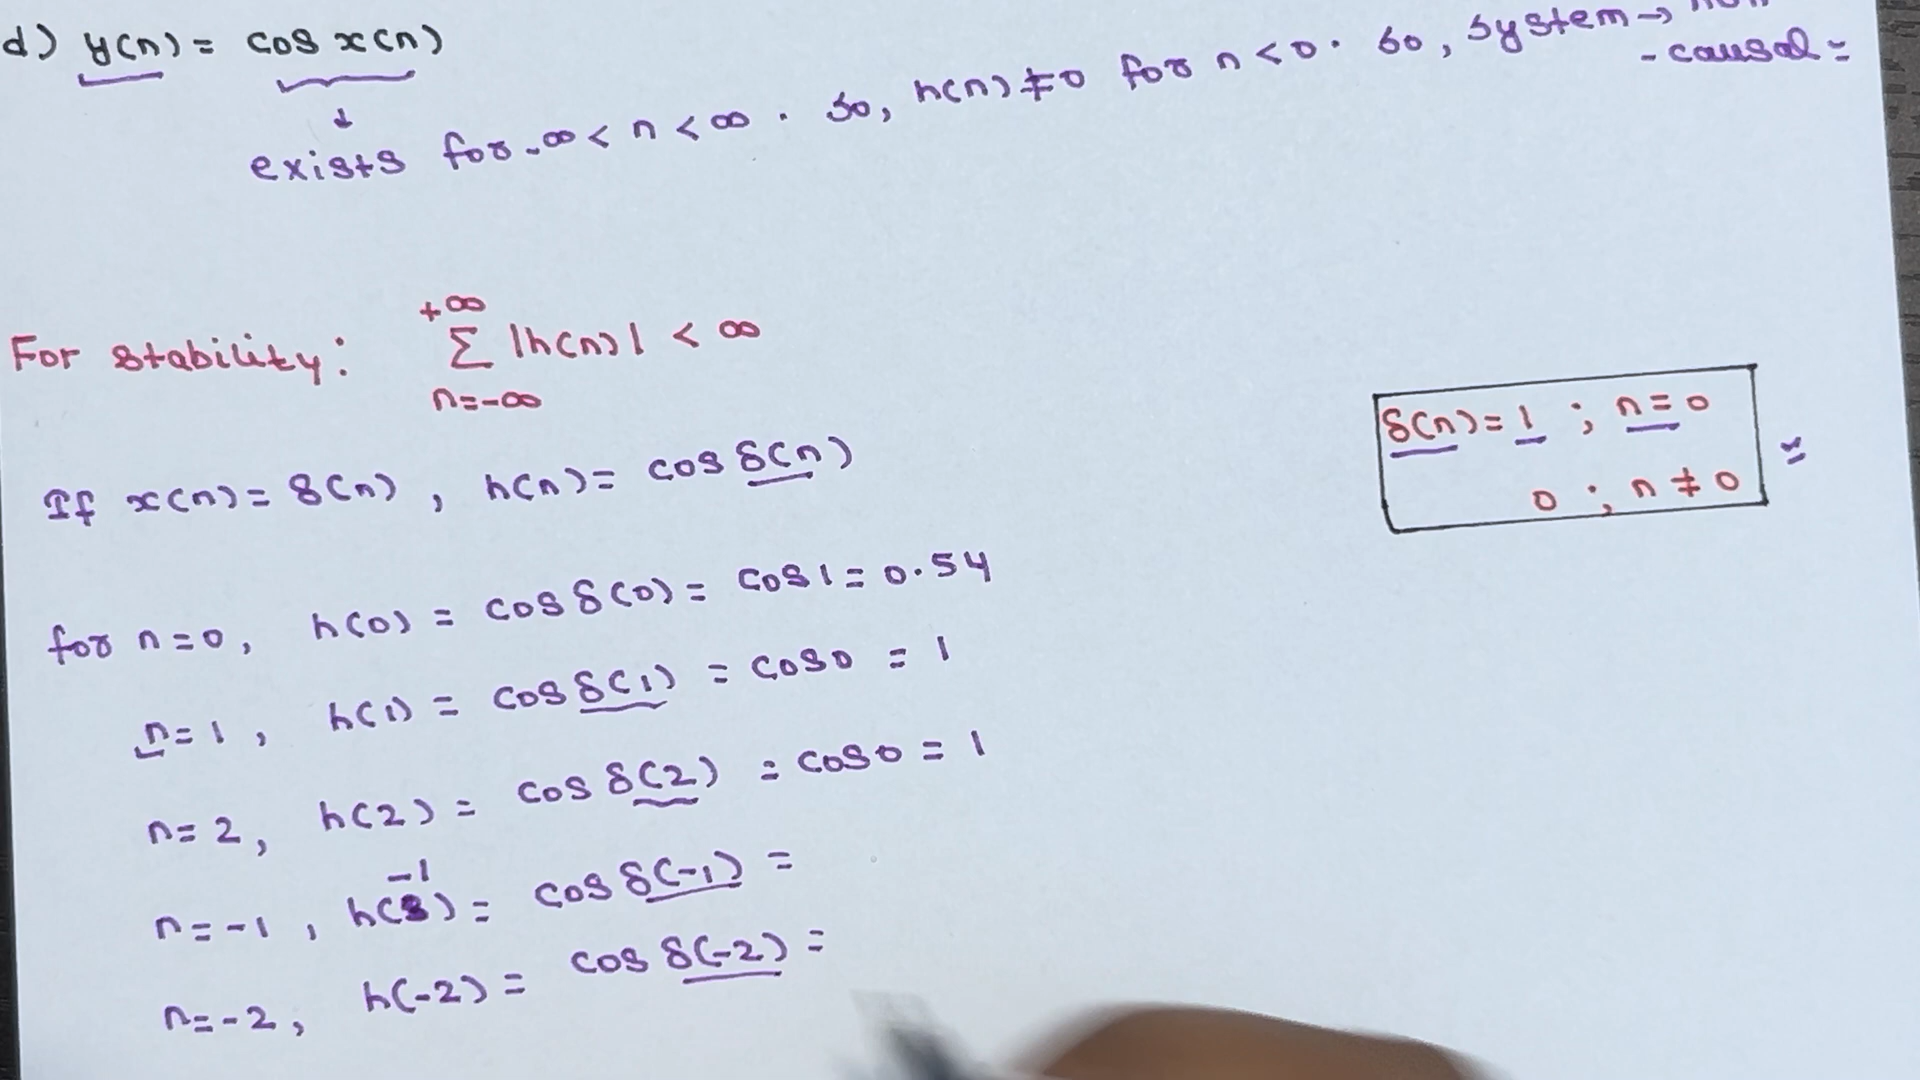 d) y(n) = cos x(n)
exists for -∞ < n < ∞ . So, h(n) ≠ 0 for n < 0 . So, system →
- causal =
For stability: +∞ Σ n=-∞ |h(n)| < ∞
If x(n) = δ(n) , h(n) = cos δ(n)
δ(n) = 1 ; n = 0
0 ; n ≠ 0
for n = 0, h(0) = cos δ(0) = cos 1 = 0.54
n = 1 , h(1) = cos δ(1) = cos 0 = 1
n = 2, h(2) = cos δ(2) = cos 0 = 1
n = -1 , h(-1) = cos δ(-1) =
n = -2, h(-2) = cos δ(-2) =